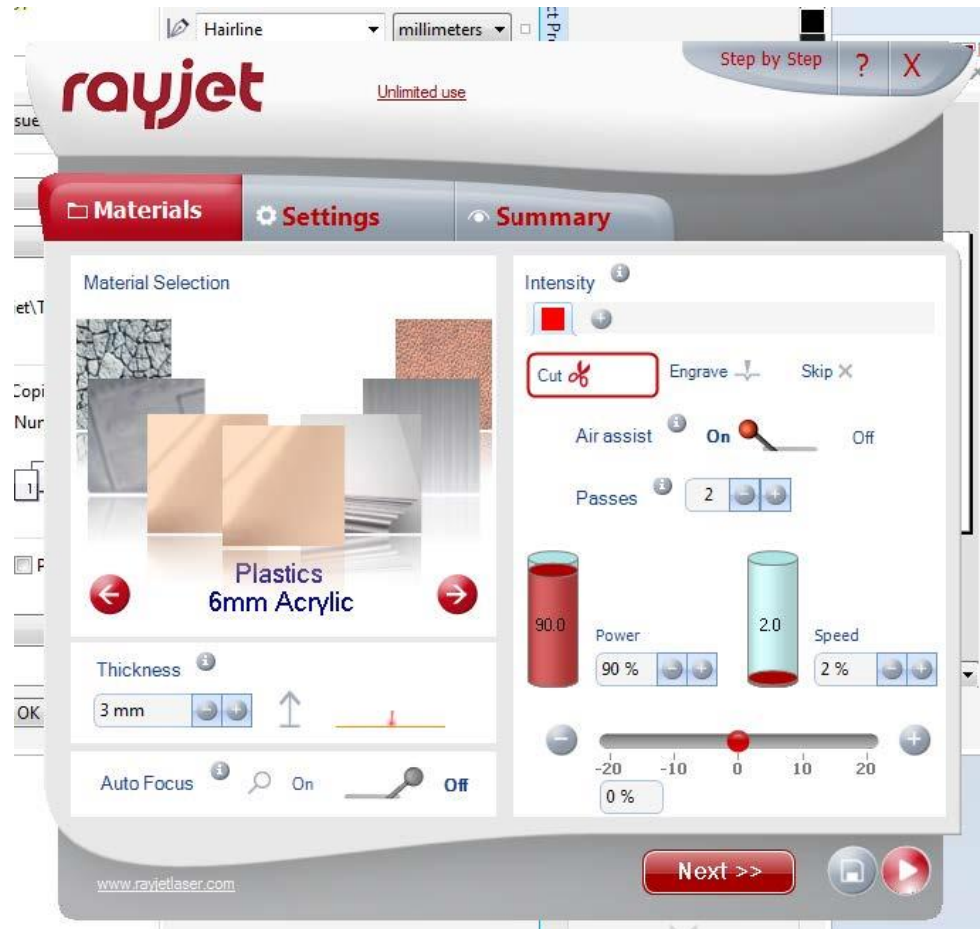 Hairline
millimeters
rayjet
Unlimited use
Step by Step
?
X
Materials
Settings
Summary
Material Selection
Plastics
6mm Acrylic
Thickness
3 mm
Auto Focus
On
Off
Intensity
Cut
Engrave
Skip
Air assist
On
Off
Passes
2
90.0
Power
90 %
2.0
Speed
2 %
-20 -10 0 10 20
0 %
OK
1
www.rayjetlaser.com
Next >>